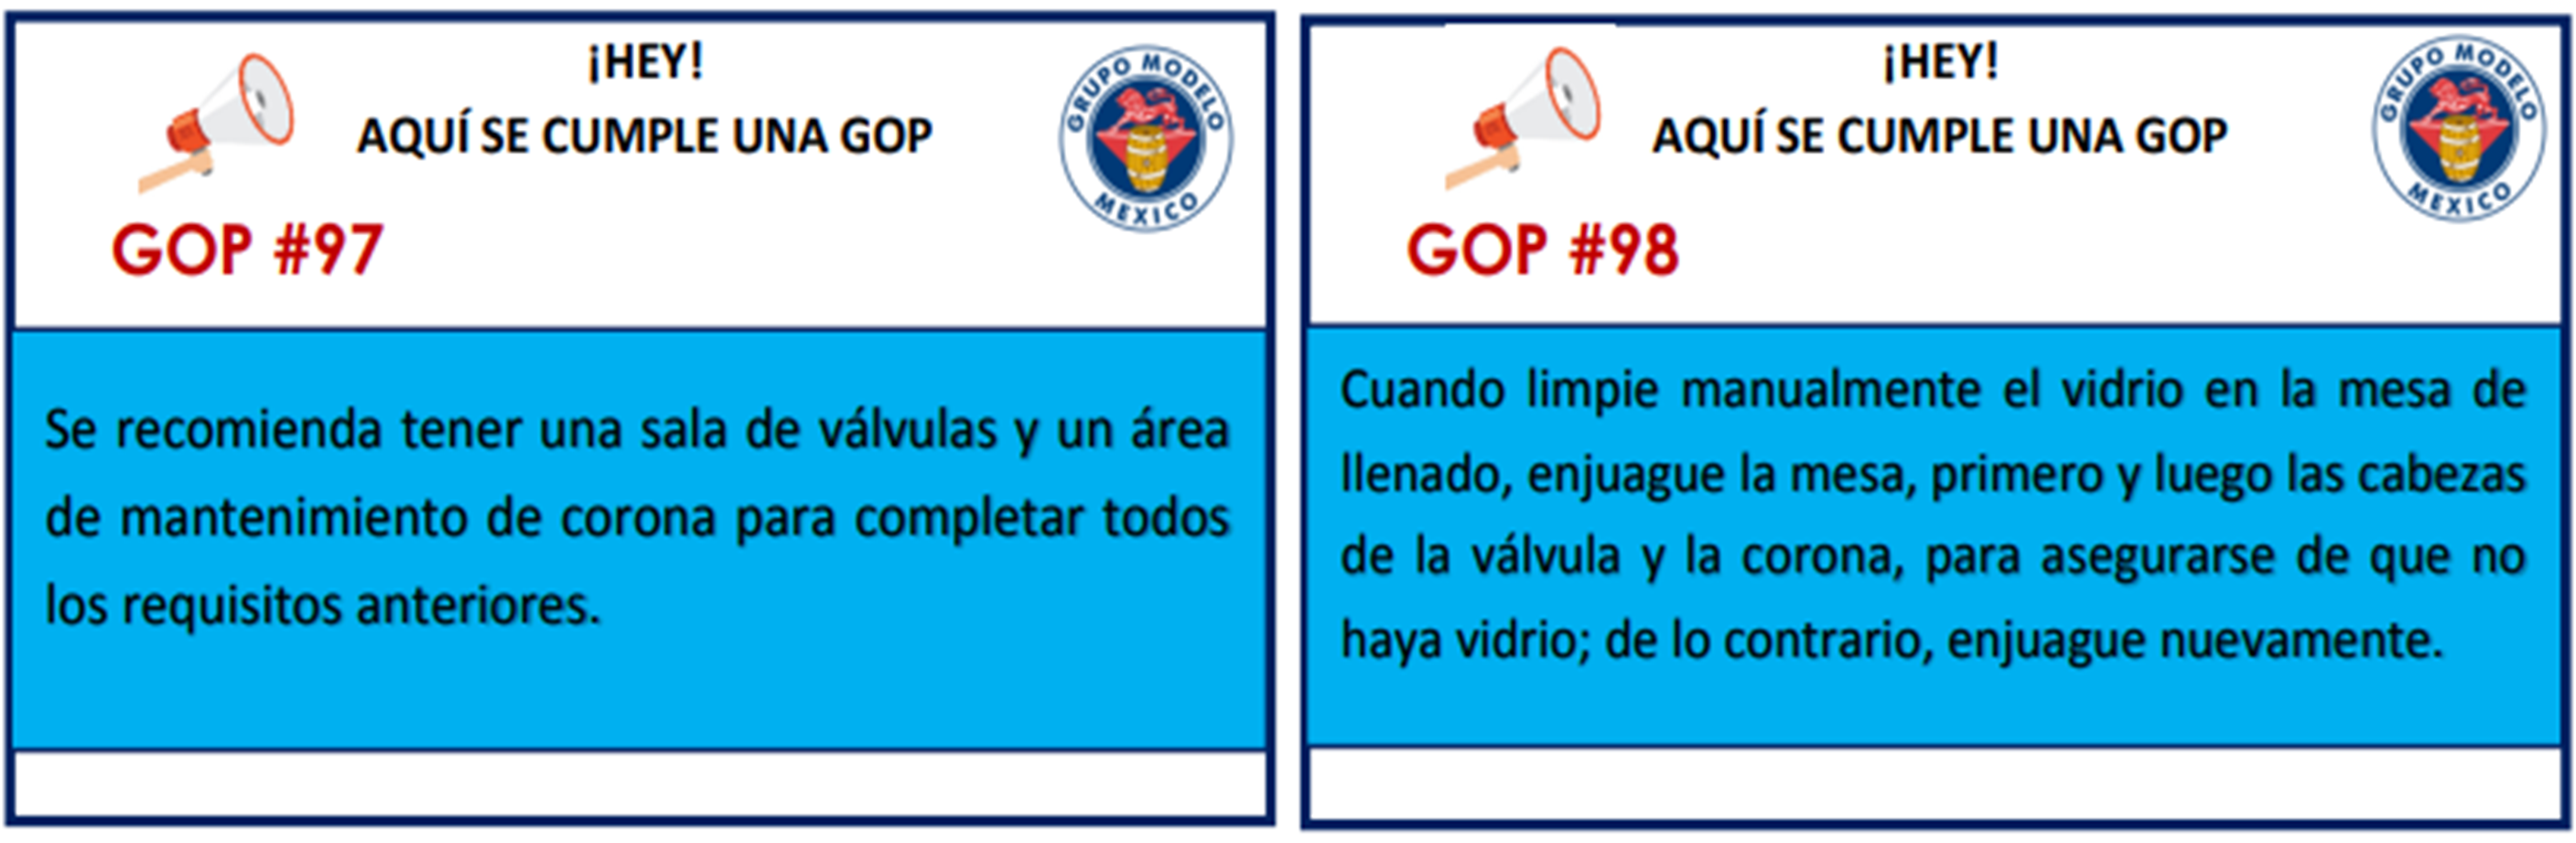 ¡HEY!
AQUÍ SE CUMPLE UNA GOP
GRUPO MODELO
MEXICO
GOP #97
Se recomienda tener una sala de válvulas y un área
de mantenimiento de corona para completar todos
los requisitos anteriores.
¡HEY!
AQUÍ SE CUMPLE UNA GOP
GRUPO MODELO
MEXICO
GOP #98
Cuando limpie manualmente el vidrio en la mesa de
llenado, enjuague la mesa, primero y luego las cabezas
de la válvula y la corona, para asegurarse de que no
haya vidrio; de lo contrario, enjuague nuevamente.